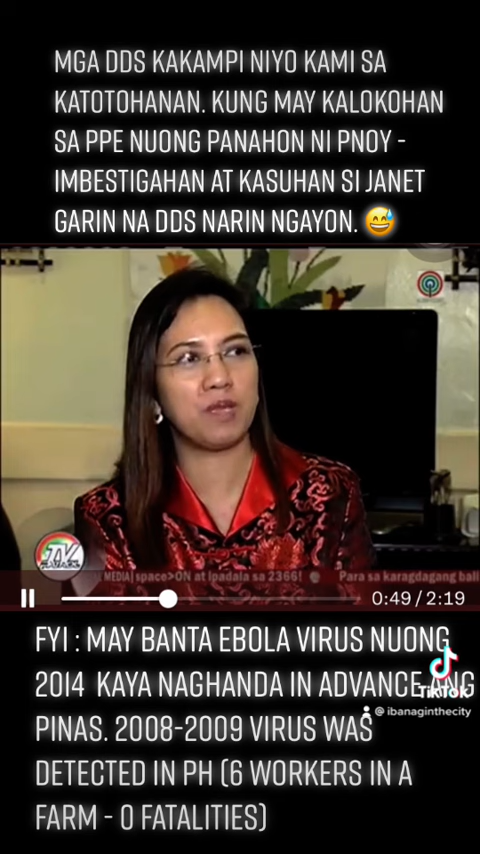 MGA DDS KAKAMPI NIYO KAMI SA
KATOTOHANAN. KUNG MAY KALOKOHAN
SA PPE NUONG PANAHON NI PNOY -
IMBESTIGAHAN AT KASUHAN SI JANET
GARIN NA DDS NARIN NGAYON. 😅
TV
MEDIA| space>ON at ipadala sa 2366!
Para sa karagdagang bali
0:49 / 2:19
FYI : MAY BANTA EBOLA VIRUS NUONG
2014 KAYA NAGHANDA IN ADVANCE ANG
TikTok
@ ibanaginthecity
PINAS. 2008-2009 VIRUS WAS
DETECTED IN PH (6 WORKERS IN A
FARM - 0 FATALITIES)